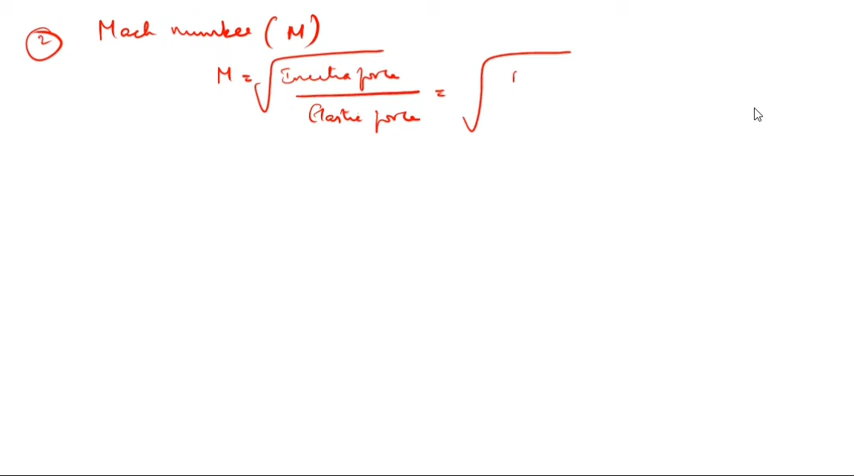 ② Mach number (M)
M = √ Inertia force / Elastic force = √